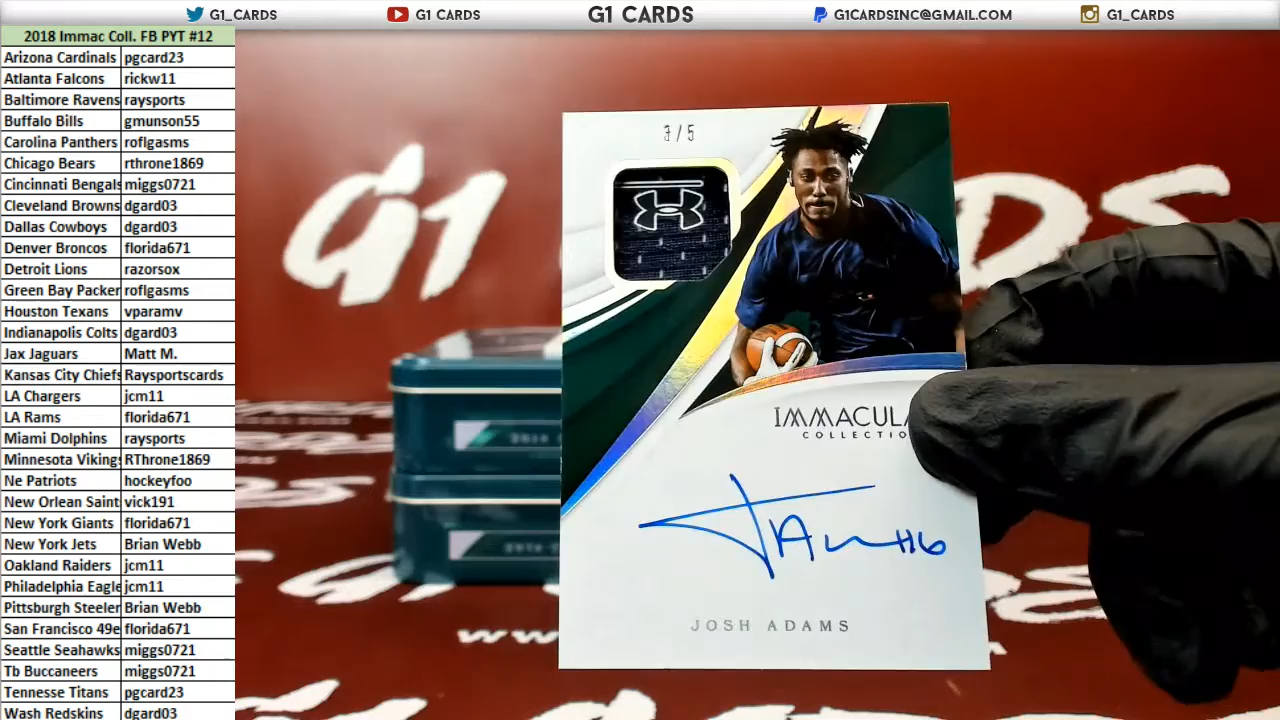 G1_CARDS
G1 CARDS
G1 CARDS
G1CARDSINC@GMAIL.COM
G1_CARDS
2018 Immac Coll. FB PYT #12
Arizona Cardinals pgcard23
Atlanta Falcons rickw11
Baltimore Ravens raysports
Buffalo Bills gmunson55
Carolina Panthers roflgasms
Chicago Bears rthrone1869
Cincinnati Bengals miggs0721
Cleveland Browns dgard03
Dallas Cowboys dgard03
Denver Broncos florida671
Detroit Lions razorsox
Green Bay Packer roflgasms
Houston Texans vparamv
Indianapolis Colts dgard03
Jax Jaguars Matt M.
Kansas City Chiefs Raysportscards
LA Chargers jcm11
LA Rams florida671
Miami Dolphins raysports
Minnesota Vikings RThrone1869
Ne Patriots hockeyfoo
New Orlean Saint vick191
New York Giants florida671
New York Jets Brian Webb
Oakland Raiders jcm11
Philadelphia Eagle jcm11
Pittsburgh Steeler Brian Webb
San Francisco 49e florida671
Seattle Seahawks miggs0721
Tb Buccaneers miggs0721
Tennesse Titans pgcard23
Wash Redskins dgard03
3/5
IMMACULA
COLLECTIO
JOSH ADAMS
G1
DS